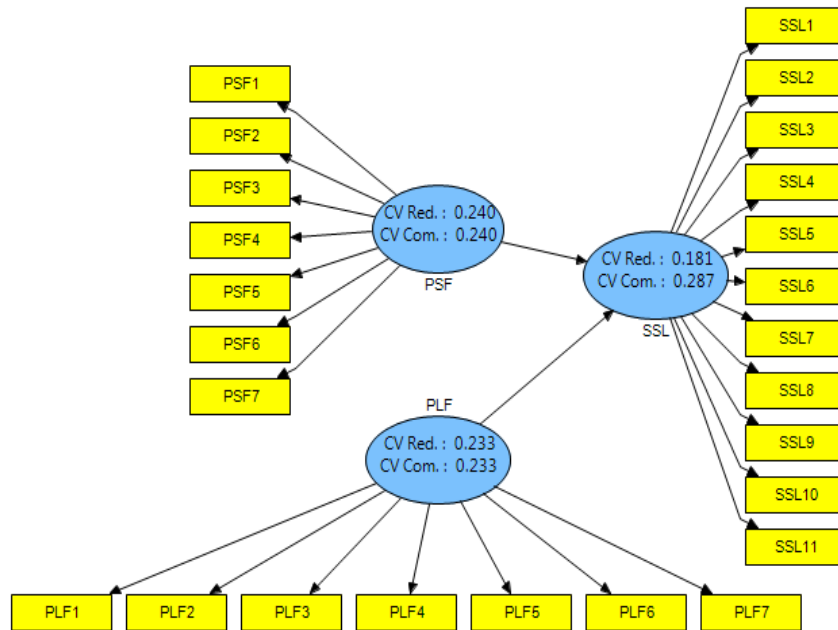 PSF1
PSF2
PSF3
PSF4
PSF5
PSF6
PSF7
CV Red. : 0.240
CV Com. : 0.240
PSF
CV Red. : 0.181
CV Com. : 0.287
SSL
SSL1
SSL2
SSL3
SSL4
SSL5
SSL6
SSL7
SSL8
SSL9
SSL10
SSL11
PLF
CV Red. : 0.233
CV Com. : 0.233
PLF1
PLF2
PLF3
PLF4
PLF5
PLF6
PLF7